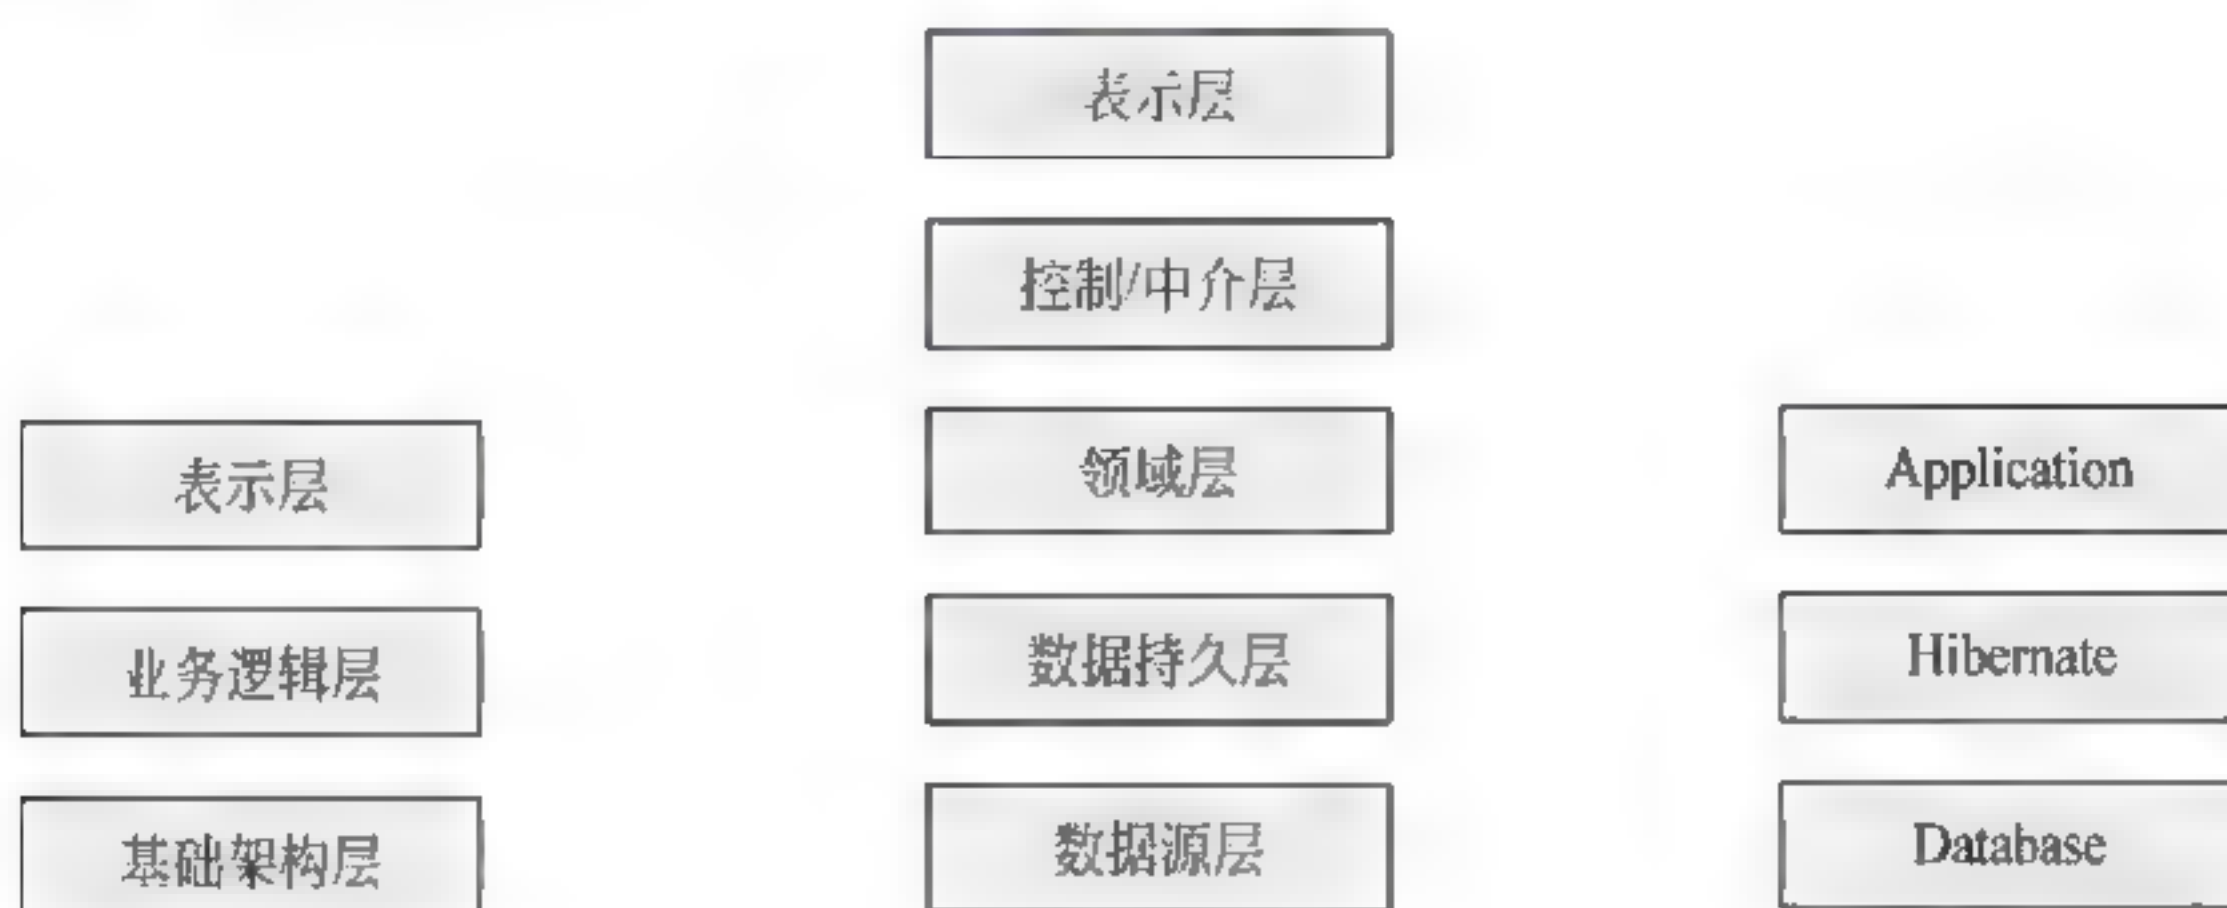 表示层
业务逻辑层
基础架构层
表示层
控制/中介层
领域层
数据持久层
数据源层
Application
Hibernate
Database